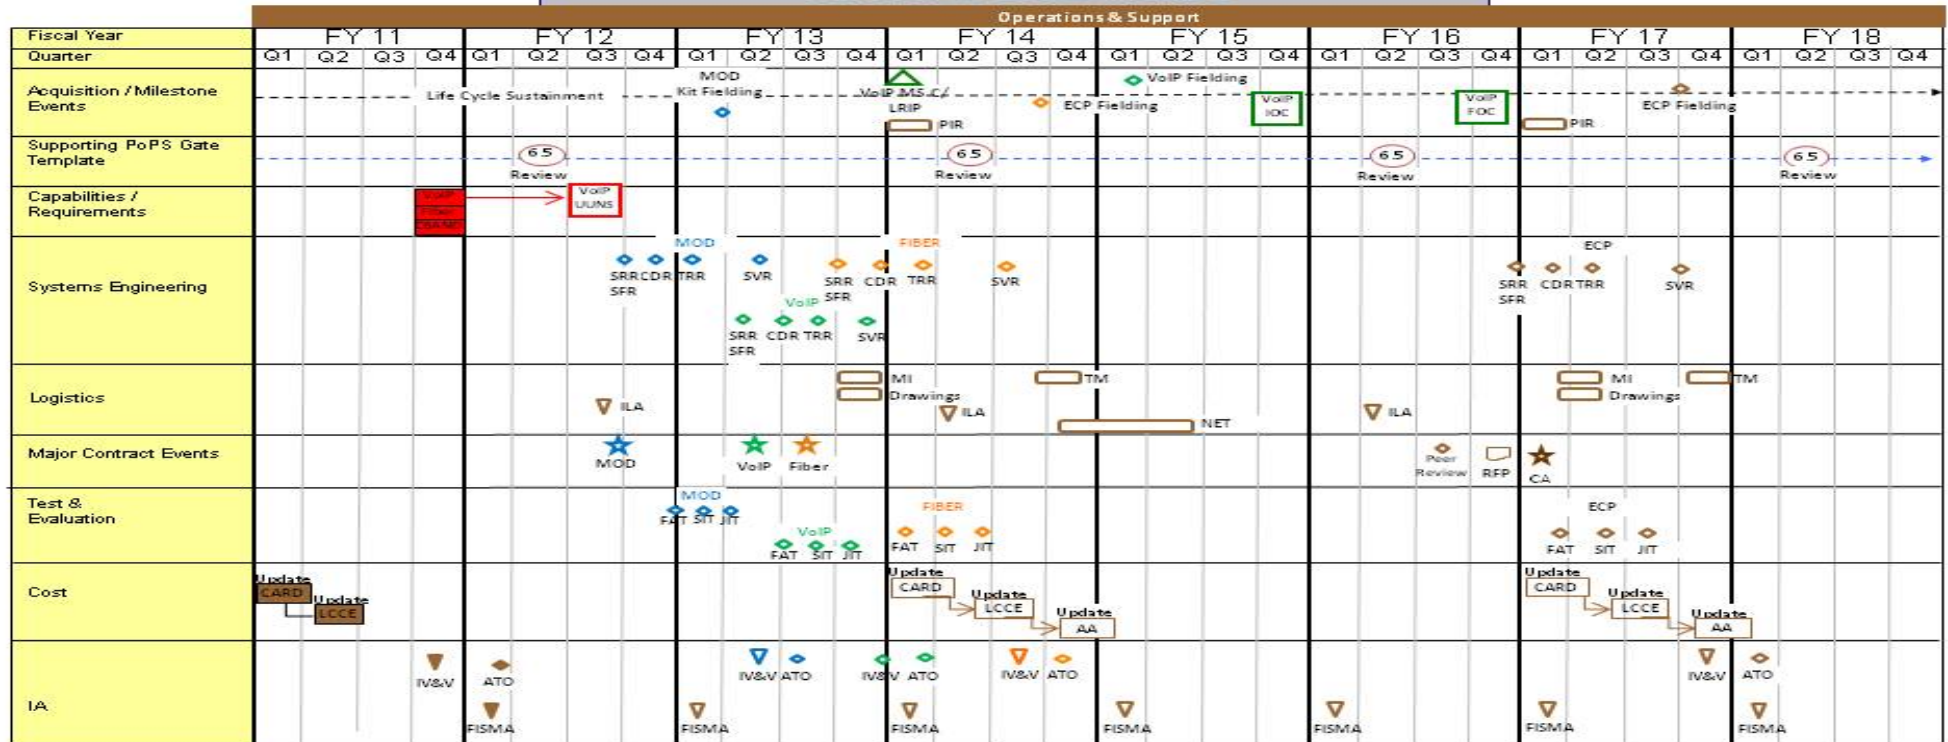 Operations & Support
Fiscal Year FY 11 FY 12 FY 13 FY 14 FY 15 FY 16 FY 17 FY 18
Quarter Q1 Q2 Q3 Q4 Q1 Q2 Q3 Q4 Q1 Q2 Q3 Q4 Q1 Q2 Q3 Q4 Q1 Q2 Q3 Q4 Q1 Q2 Q3 Q4 Q1 Q2 Q3 Q4 Q1 Q2 Q3 Q4
Acquisition / Milestone
Events
Life Cycle Sustainment
MOD
Kit Fielding
VoIP MS C/
LRIP
PIR
ECP Fielding
VoIP Fielding
VoIP
IOC
VoIP
FOC
PIR
ECP Fielding
Supporting PoPS Gate
Template
6.5 6.5 6.5 6.5
Review Review Review Review
Capabilities /
Requirements
VoIP
Fiber
VoIP
UUNS
Systems Engineering
MOD FIBER ECP
SRR CDR TRR SVR SRR CDR TRR SVR SRR CDR TRR SVR
SFR SFR SFR
VoIP
SRR CDR TRR SVR
SFR
Logistics
MI TM MI TM
Drawings Drawings
ILA ILA ILA
NET
Major Contract Events
MOD VoIP Fiber
Peer
Review
RFP CA
Test &
Evaluation
MOD FIBER ECP
FAT SIT JIT
VoIP
FAT SIT JIT
FAT SIT JIT
FAT SIT JIT
Cost
Update
CARD
Update
LCCE
Update
CARD
Update
LCCE
Update
AA
Update
CARD
Update
LCCE
Update
AA
IA
IV&V ATO IV&V ATO IV&V ATO IV&V ATO IV&V ATO
FISMA FISMA FISMA FISMA FISMA FISMA FISMA